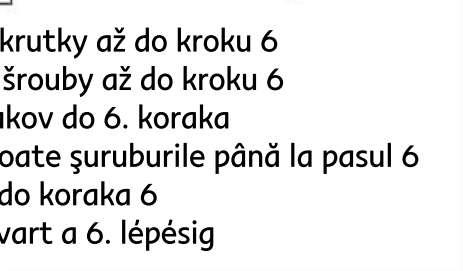 krutky až do kroku 6
šrouby až do kroku 6
kov do 6. koraka
oate şuruburile până la pasul 6
do koraka 6
vart a 6. lépésig